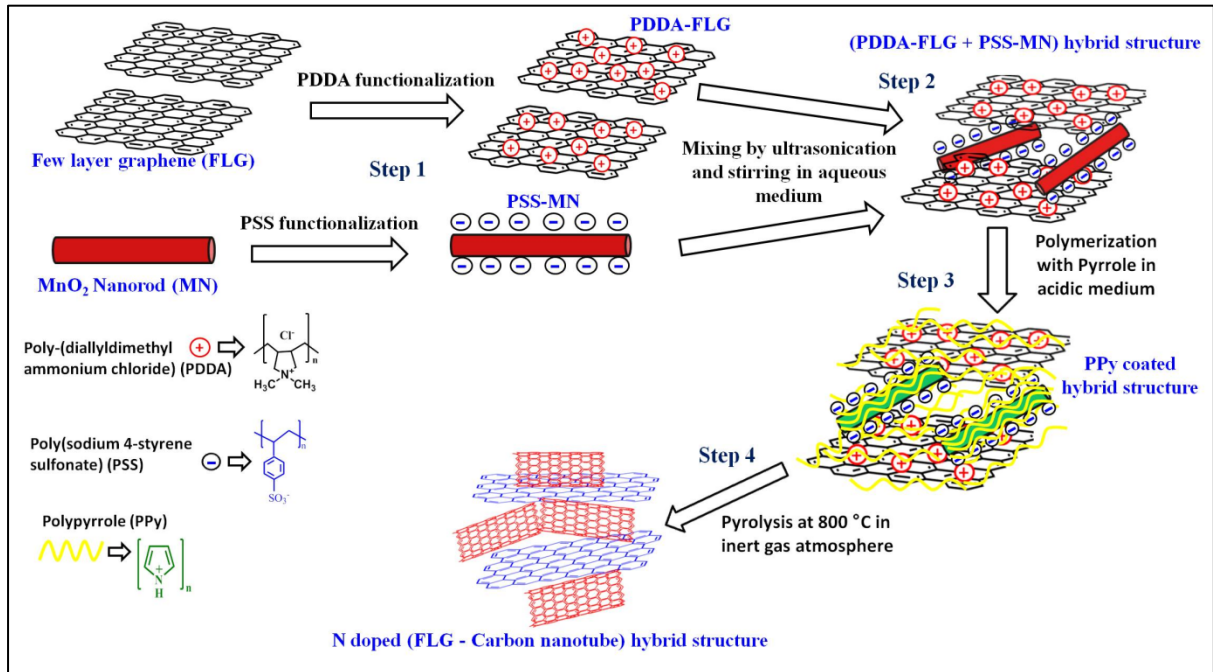 PDDA-FLG
(PDDA-FLG + PSS-MN) hybrid structure
PDDA functionalization
Step 2
Few layer graphene (FLG)
Step 1
Mixing by ultrasonication
and stirring in aqueous
medium
PSS-MN
PSS functionalization
MnO2 Nanorod (MN)
Polymerization
with Pyrrole in
acidic medium
Step 3
Poly-(diallyldimethyl
ammonium chloride) (PDDA)
+
Cl-
n
N+
H3C
CH3
PPy coated
hybrid structure
Poly(sodium 4-styrene
sulfonate) (PSS)
-
n
SO3-
Step 4
Pyrolysis at 800 °C in
inert gas atmosphere
Polypyrrole (PPy)
+
N
H
n
N doped (FLG - Carbon nanotube) hybrid structure